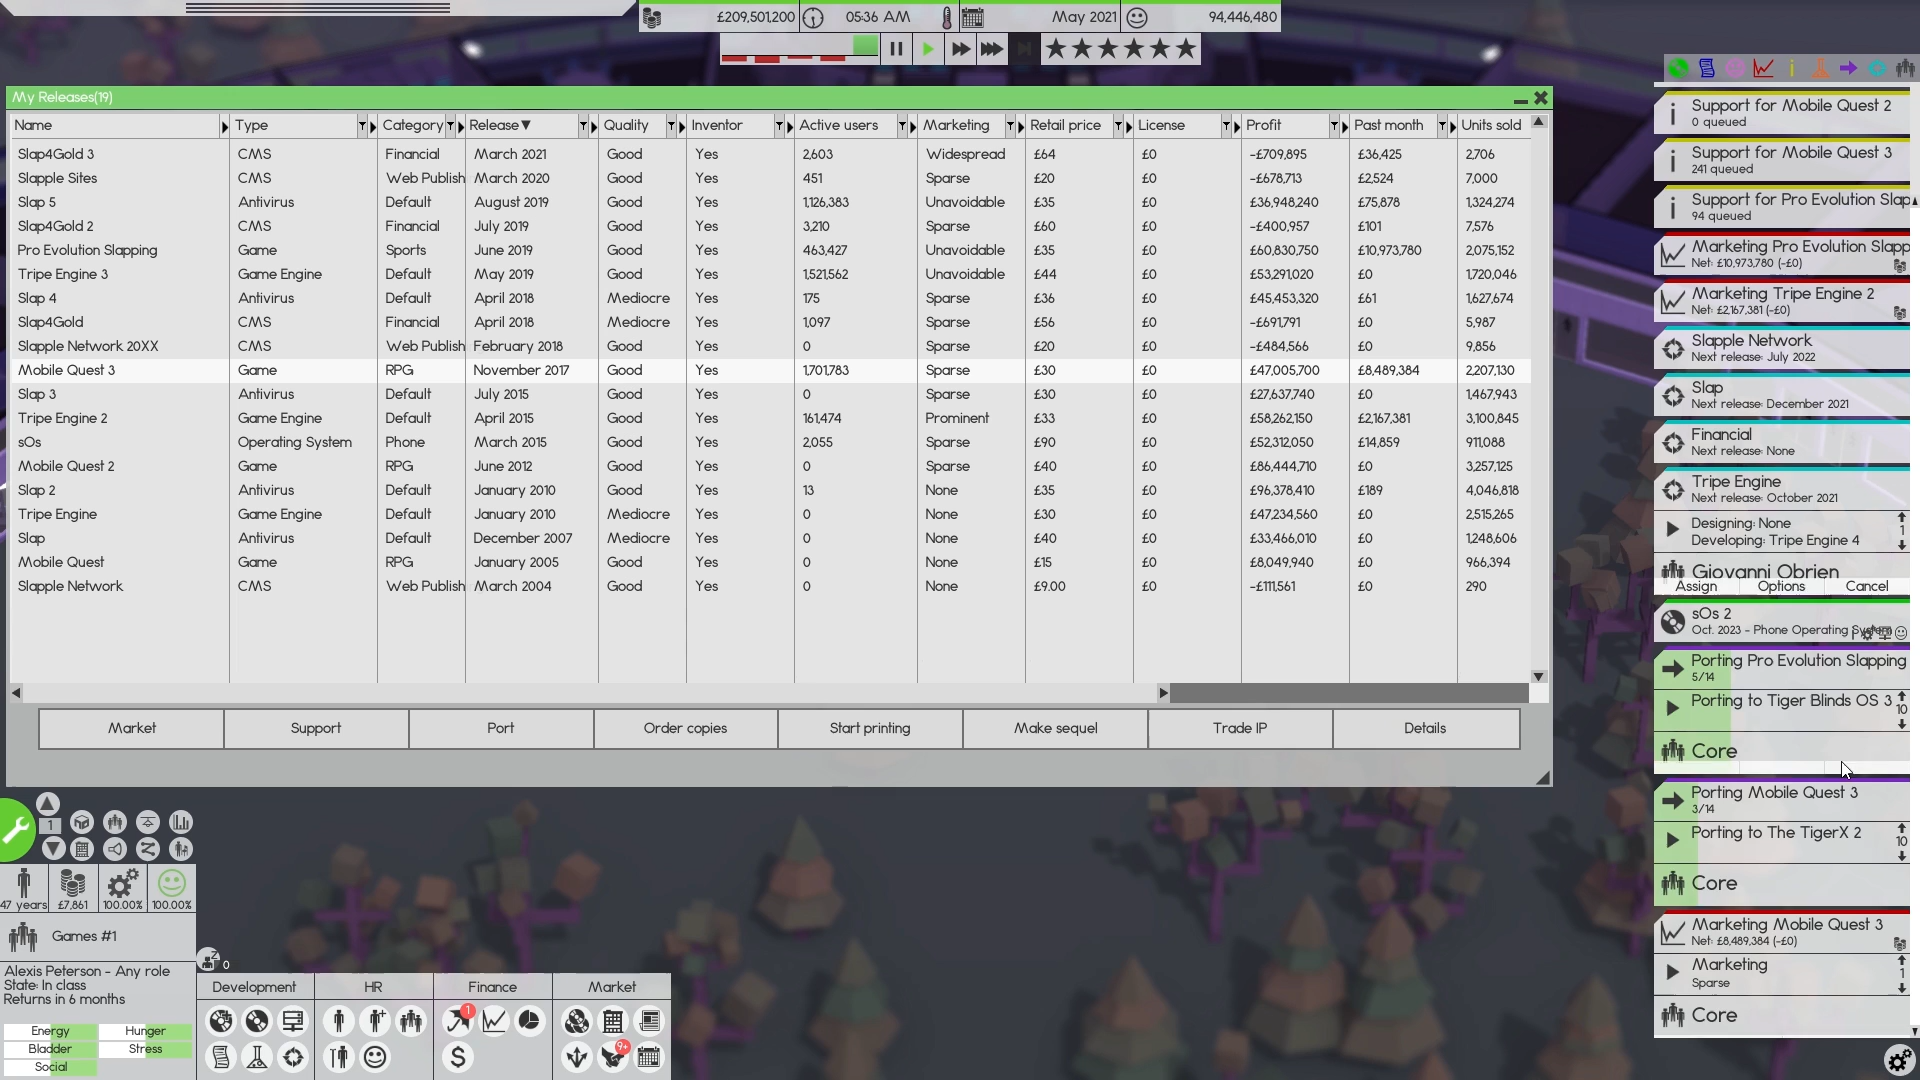 £209,501,200 05:36 AM May 2021 94,446,480
My Releases(19)
Name Type Category Release Quality Inventor Active users Marketing Retail price License Profit Past month Units sold
Slap4Gold 3 CMS Financial March 2021 Good Yes 2,603 Widespread £64 £0 -£709,895 £36,425 2,706
Slapple Sites CMS Web Publish March 2020 Good Yes 451 Sparse £20 £0 -£678,713 £2,524 7,000
Slap 5 Antivirus Default August 2019 Good Yes 1,126,383 Unavoidable £35 £0 £36,948,240 £75,878 1,324,274
Slap4Gold 2 CMS Financial July 2019 Good Yes 3,210 Sparse £60 £0 -£400,957 £101 7,576
Pro Evolution Slapping Game Sports June 2019 Good Yes 463,427 Unavoidable £35 £0 £60,830,750 £10,973,780 2,075,152
Tripe Engine 3 Game Engine Default May 2019 Good Yes 1,521,562 Unavoidable £44 £0 £53,291,020 £0 1,720,046
Slap 4 Antivirus Default April 2018 Mediocre Yes 175 Sparse £36 £0 £45,453,320 £61 1,627,674
Slap4Gold CMS Financial April 2018 Mediocre Yes 1,097 Sparse £56 £0 -£691,791 £0 5,987
Slapple Network 20XX CMS Web Publish February 2018 Good Yes 0 Sparse £20 £0 -£484,566 £0 9,856
Mobile Quest 3 Game RPG November 2017 Good Yes 1,701,783 Sparse £30 £0 £47,005,700 £8,489,384 2,207,130
Slap 3 Antivirus Default July 2015 Good Yes 0 Sparse £30 £0 £27,637,740 £0 1,467,943
Tripe Engine 2 Game Engine Default April 2015 Good Yes 161,474 Prominent £33 £0 £58,262,150 £2,167,381 3,100,845
sOs Operating System Phone March 2015 Good Yes 2,055 Sparse £90 £0 £52,312,050 £14,859 911,088
Mobile Quest 2 Game RPG June 2012 Good Yes 0 Sparse £40 £0 £86,444,710 £0 3,257,125
Slap 2 Antivirus Default January 2010 Good Yes 13 None £35 £0 £96,378,410 £189 4,046,818
Tripe Engine Game Engine Default January 2010 Mediocre Yes 0 None £30 £0 £47,234,560 £0 2,515,265
Slap Antivirus Default December 2007 Mediocre Yes 0 None £40 £0 £33,466,010 £0 1,248,606
Mobile Quest Game RPG January 2005 Good Yes 0 None £15 £0 £8,049,940 £0 966,394
Slapple Network CMS Web Publish March 2004 Good Yes 0 None £9.00 £0 -£111,561 £0 290
Market Support Port Order copies Start printing Make sequel Trade IP Details
Support for Mobile Quest 2
0 queued
Support for Mobile Quest 3
241 queued
Support for Pro Evolution Slap
94 queued
Marketing Pro Evolution Slapp
Net: £10,973,780 (-£0)
Marketing Tripe Engine 2
Net: £2,167,381 (-£0)
Slapple Network
Next release: July 2022
Slap
Next release: December 2021
Financial
Next release: None
Tripe Engine
Next release: October 2021
Designing: None
Developing: Tripe Engine 4
1
Giovanni Obrien
Assign Options Cancel
sOs 2
Oct. 2023 - Phone Operating System
Porting Pro Evolution Slapping
5/14
Porting to Tiger Blinds OS 3
10
Core
Porting Mobile Quest 3
3/14
Porting to The TigerX 2
10
Core
Marketing Mobile Quest 3
Net: £8,489,384 (-£0)
Marketing
Sparse
1
Core
1
47 years £7,861 100.00% 100.00%
Games #1
Alexis Peterson - Any role
State: In class
Returns in 6 months
Energy Hunger
Bladder Stress
Social
z 0
Development HR Finance Market
1
9+